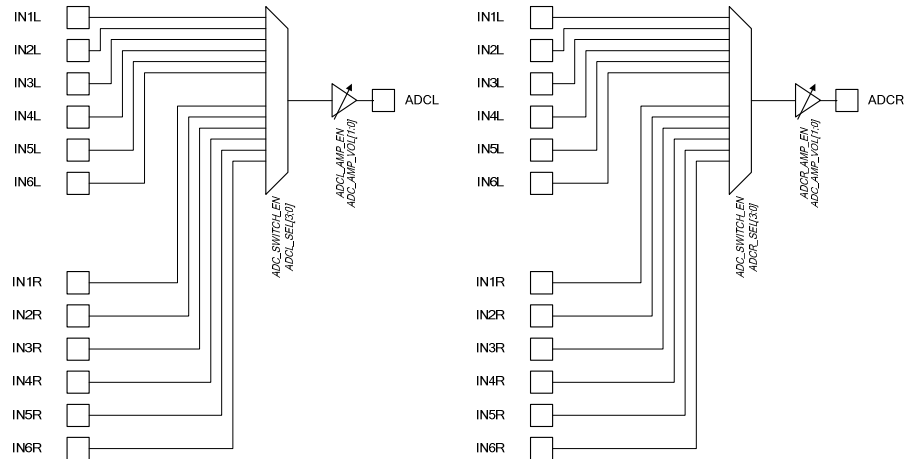 IN1L
IN2L
IN3L
IN4L
IN5L
IN6L
ADCL
ADCL_AMP_EN
ADC_AMP_VOL[1:0]
ADC_SWITCH_EN
ADCL_SEL[3:0]
IN1R
IN2R
IN3R
IN4R
IN5R
IN6R
IN1L
IN2L
IN3L
IN4L
IN5L
IN6L
ADCR
ADCR_AMP_EN
ADC_AMP_VOL[1:0]
ADC_SWITCH_EN
ADCR_SEL[3:0]
IN1R
IN2R
IN3R
IN4R
IN5R
IN6R